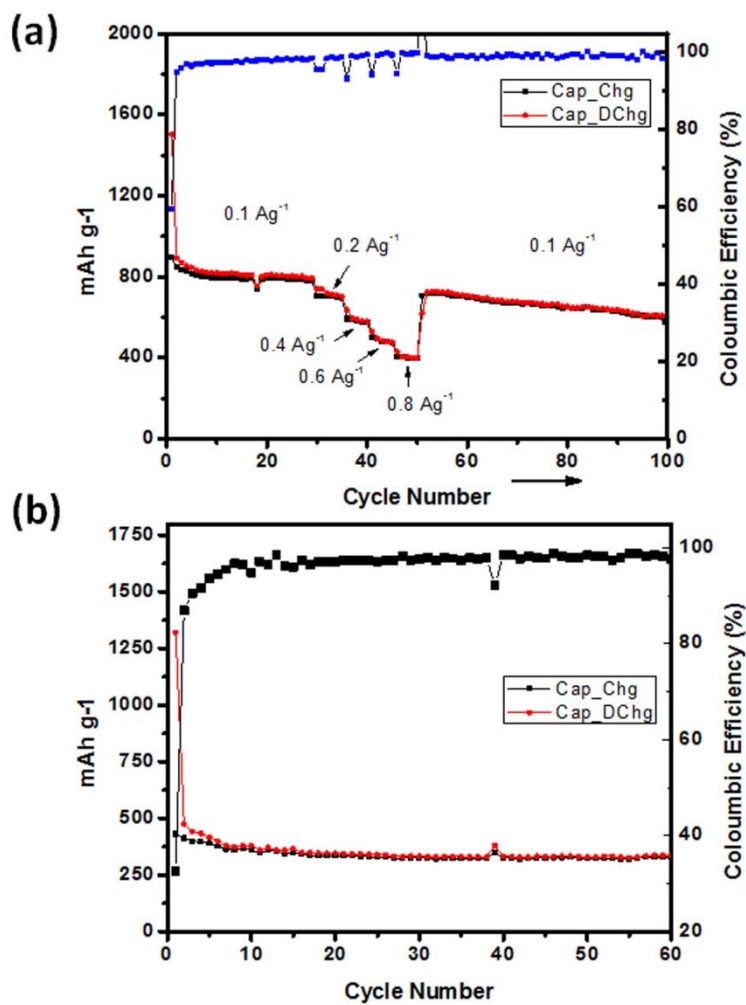 (a)
2000
1600
1200
800
400
0
mAh g-1
100
80
60
40
20
0
Coloumbic Efficiency (%)
Cap_Chg
Cap_DChg
0.1 Ag-1
0.2 Ag-1
0.4 Ag-1
0.6 Ag-1
0.8 Ag-1
0.1 Ag-1
0 20 40 60 80 100
Cycle Number
(b)
1750
1500
1250
1000
750
500
250
0
mAh g-1
100
80
60
40
20
Coloumbic Efficiency (%)
Cap_Chg
Cap_DChg
0 10 20 30 40 50 60
Cycle Number